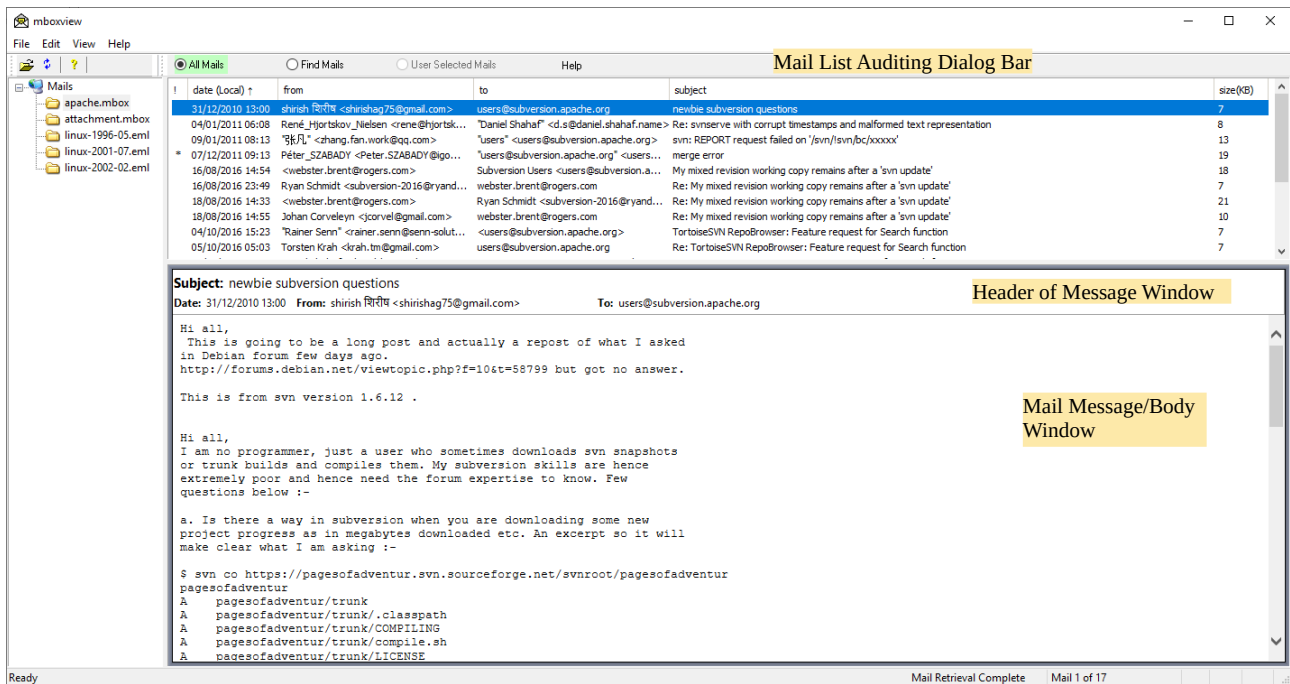 mboxview
File Edit View Help
All Mails Find Mails User Selected Mails Help Mail List Auditing Dialog Bar
Mails
apache.mbox
attachment.mbox
linux-1996-05.eml
linux-2001-07.eml
linux-2002-02.eml
! date (Local) ↑ from to subject size(KB)
31/12/2010 13:00 shirish शिरीष <shirishag75@gmail.com> users@subversion.apache.org newbie subversion questions 7
04/01/2011 06:08 René_Hjortskov_Nielsen <rene@hjortsk... "Daniel Shahaf" <d.s@daniel.shahaf.name> Re: svnserve with corrupt timestamps and malformed text representation 8
09/01/2011 08:13 "张凡" <zhang.fan.work@qq.com> "users" <users@subversion.apache.org> svn: REPORT request failed on '/svn/!svn/bc/xxxxx' 13
* 07/12/2011 09:13 Péter_SZABADY <Peter.SZABADY@igo... "users@subversion.apache.org" <users... merge error 19
16/08/2016 14:54 <webster.brent@rogers.com> Subversion Users <users@subversion.a... My mixed revision working copy remains after a 'svn update' 18
16/08/2016 23:49 Ryan Schmidt <subversion-2016@ryand... webster.brent@rogers.com Re: My mixed revision working copy remains after a 'svn update' 7
18/08/2016 14:33 <webster.brent@rogers.com> Ryan Schmidt <subversion-2016@ryand... Re: My mixed revision working copy remains after a 'svn update' 21
18/08/2016 14:55 Johan Corveleyn <jcorvel@gmail.com> webster.brent@rogers.com Re: My mixed revision working copy remains after a 'svn update' 10
04/10/2016 15:23 "Rainer Senn" <rainer.senn@senn-solut... <users@subversion.apache.org> TortoiseSVN RepoBrowser: Feature request for Search function 7
05/10/2016 05:03 Torsten Krah <krah.tm@gmail.com> users@subversion.apache.org Re: TortoiseSVN RepoBrowser: Feature request for Search function 7
Subject: newbie subversion questions
Date: 31/12/2010 13:00 From: shirish शिरीष <shirishag75@gmail.com> To: users@subversion.apache.org
Header of Message Window
Hi all,
This is going to be a long post and actually a repost of what I asked
in Debian forum few days ago.
http://forums.debian.net/viewtopic.php?f=10&t=58799 but got no answer.
This is from svn version 1.6.12 .
Mail Message/Body
Window
Hi all,
I am no programmer, just a user who sometimes downloads svn snapshots
or trunk builds and compiles them. My subversion skills are hence
extremely poor and hence need the forum expertise to know. Few
questions below :-
a. Is there a way in subversion when you are downloading some new
project progress as in megabytes downloaded etc. An excerpt so it will
make clear what I am asking :-
$ svn co https://pagesofadventur.svn.sourceforge.net/svnroot/pagesofadventur
pagesofadventur
A pagesofadventur/trunk
A pagesofadventur/trunk/.classpath
A pagesofadventur/trunk/COMPILING
A pagesofadventur/trunk/compile.sh
A pagesofadventur/trunk/LICENSE
Ready Mail Retrieval Complete Mail 1 of 17